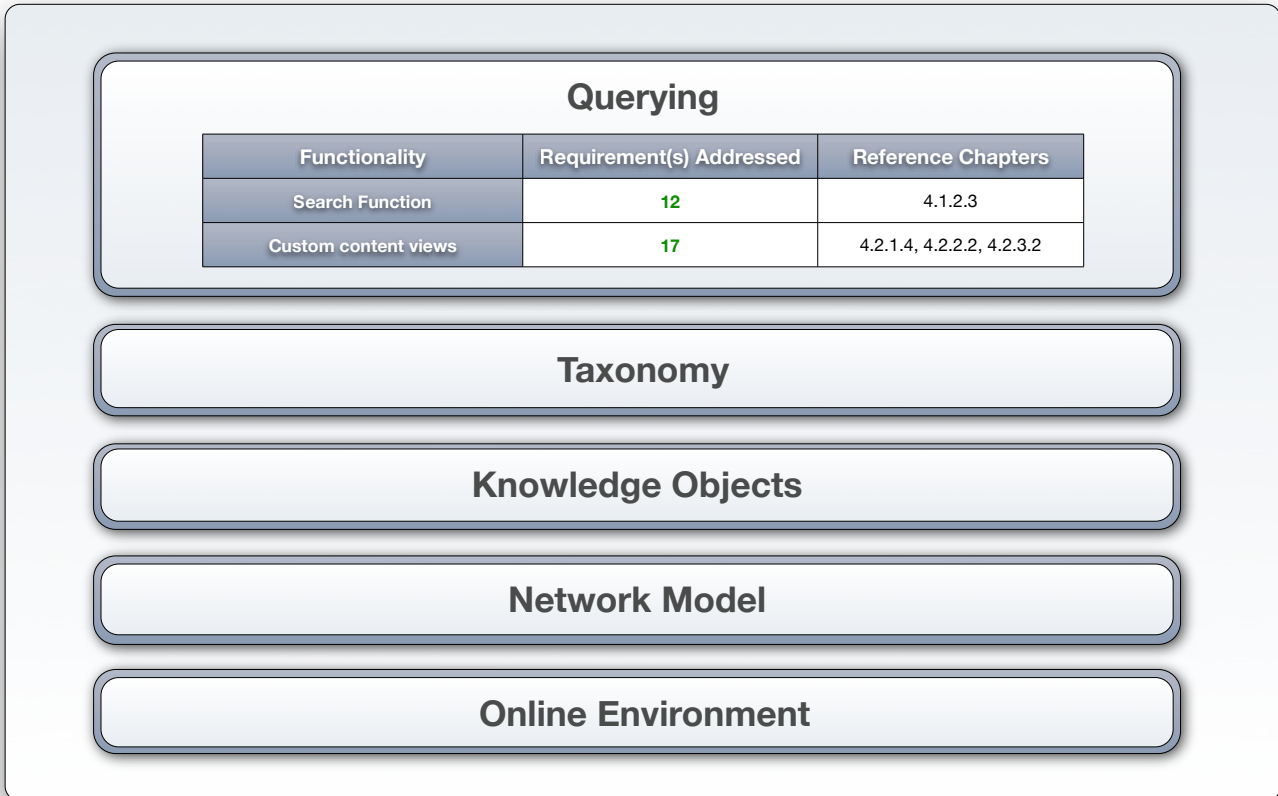 Querying
Functionality Requirement(s) Addressed Reference Chapters
Search Function 12 4.1.2.3
Custom content views 17 4.2.1.4, 4.2.2.2, 4.2.3.2
Taxonomy
Knowledge Objects
Network Model
Online Environment